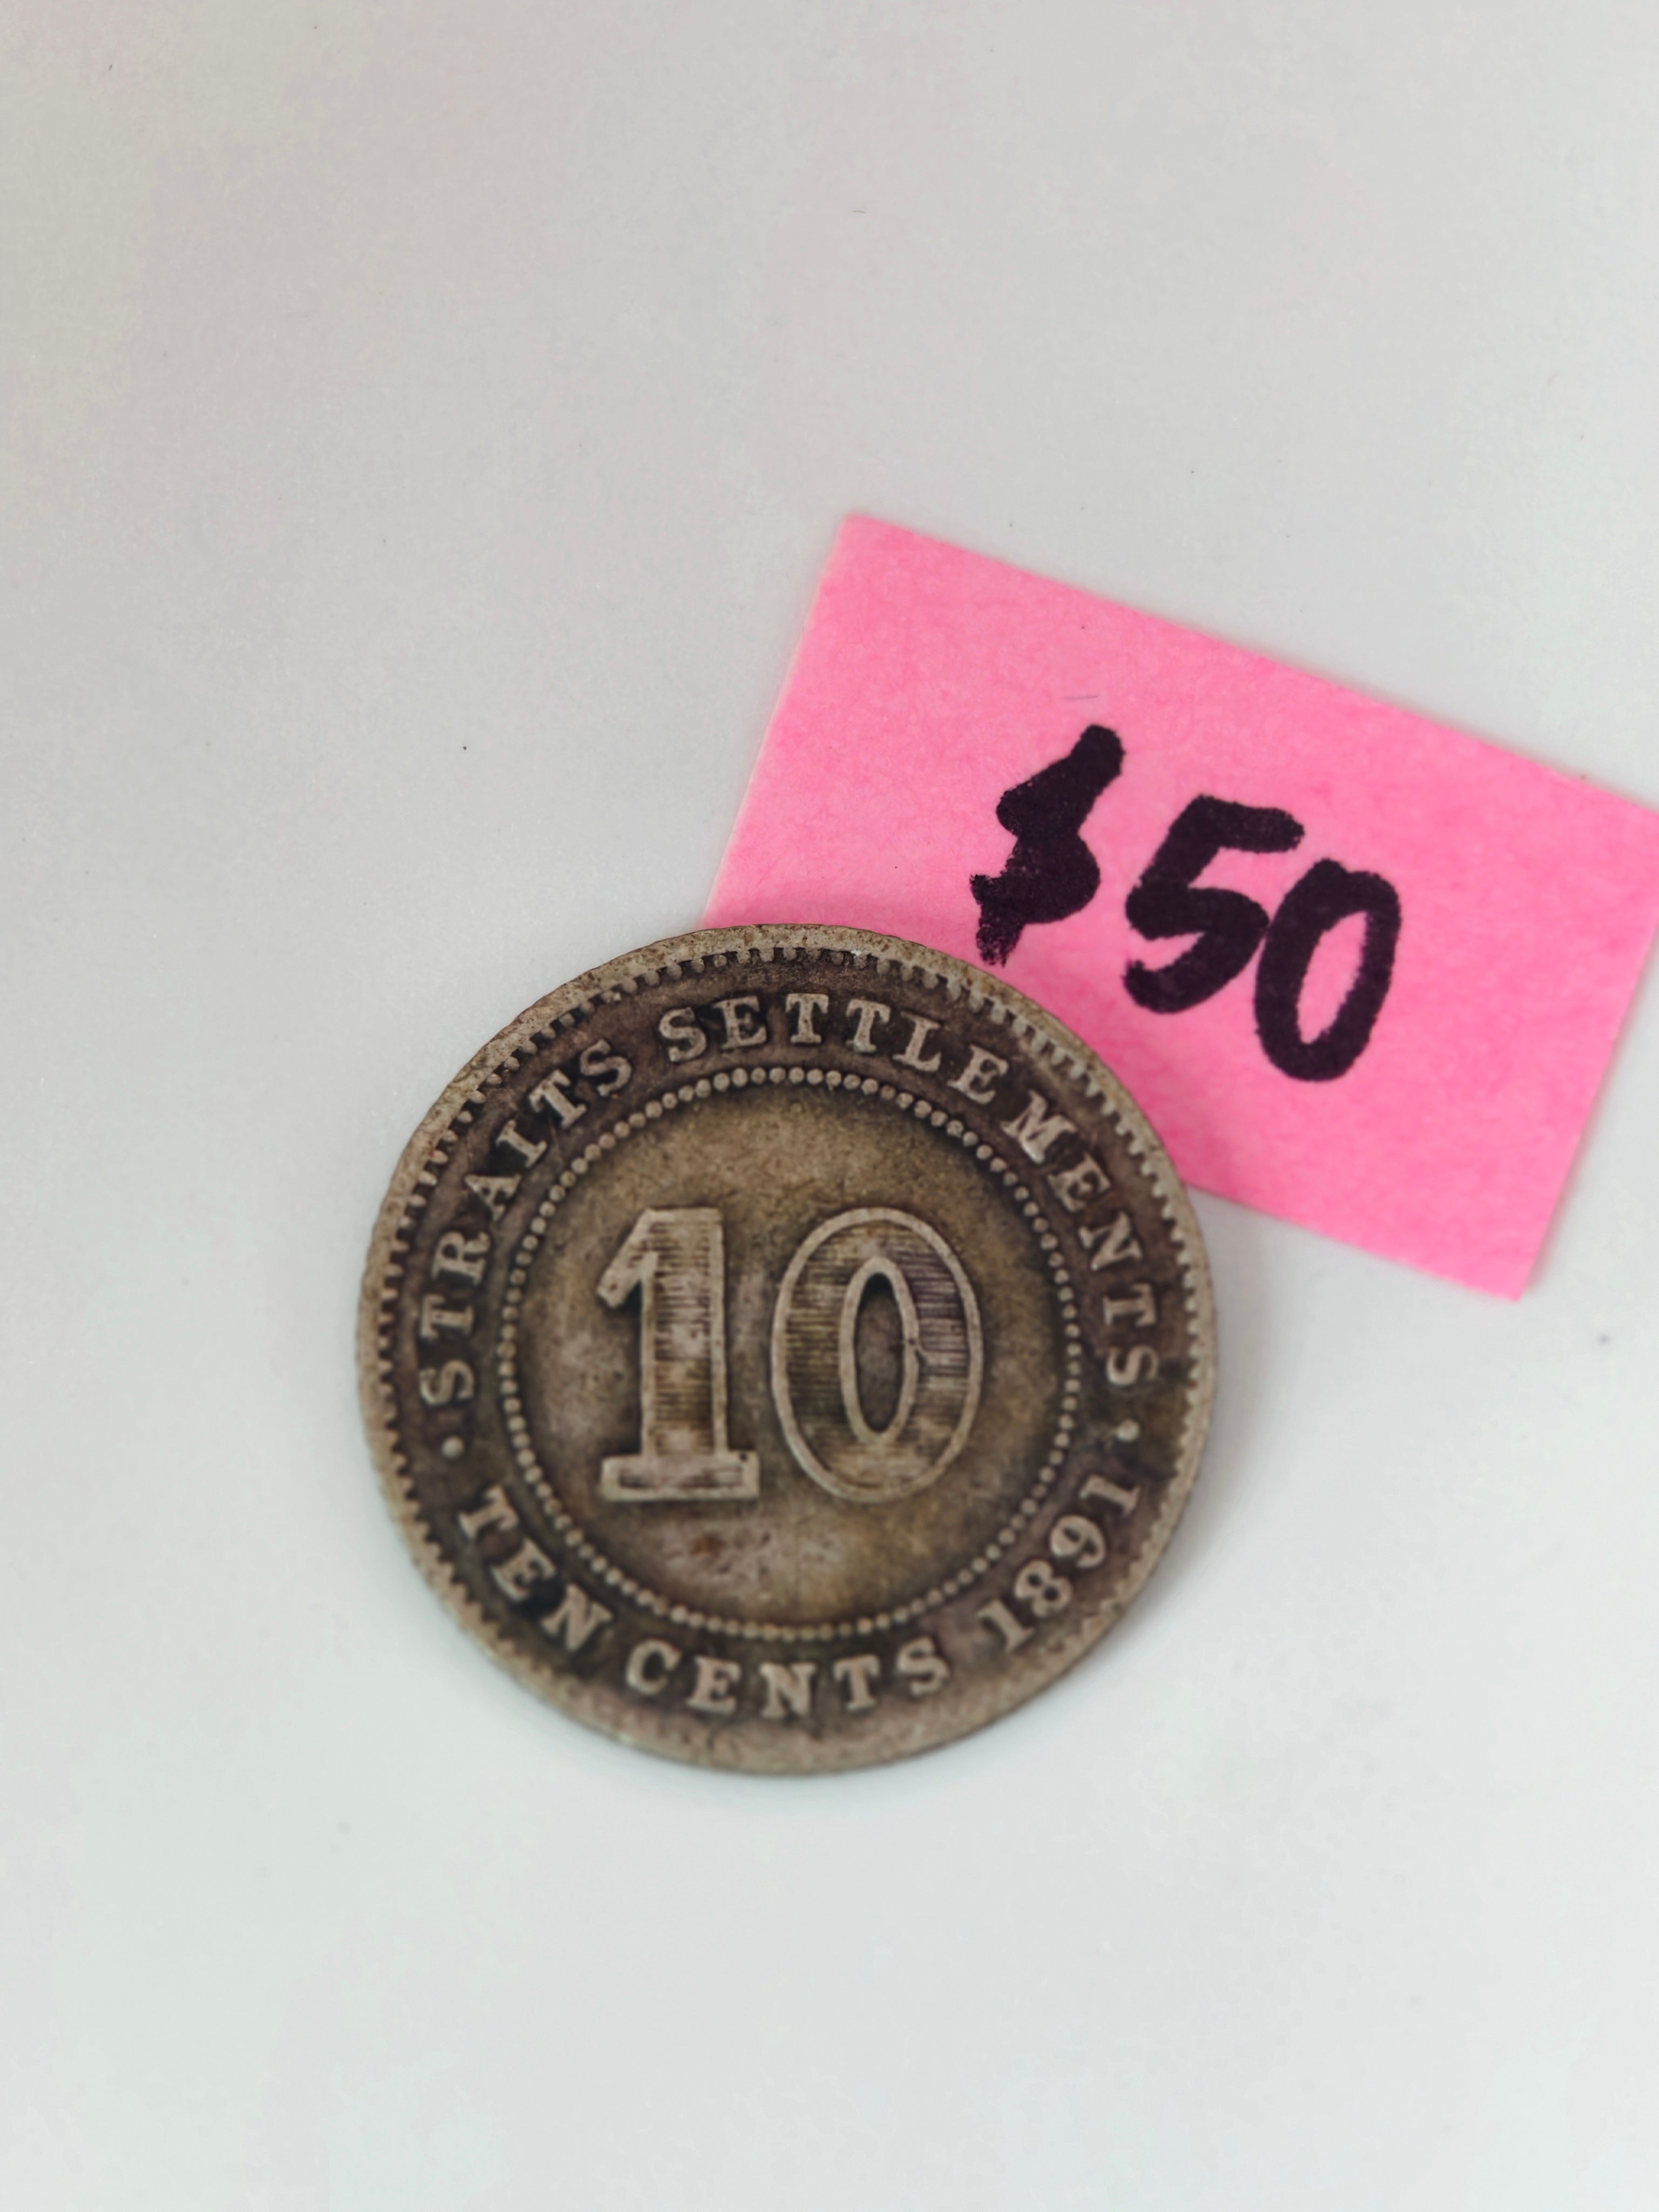 $50
STRAITS SETTLEMENTS
10
TEN CENTS 1891